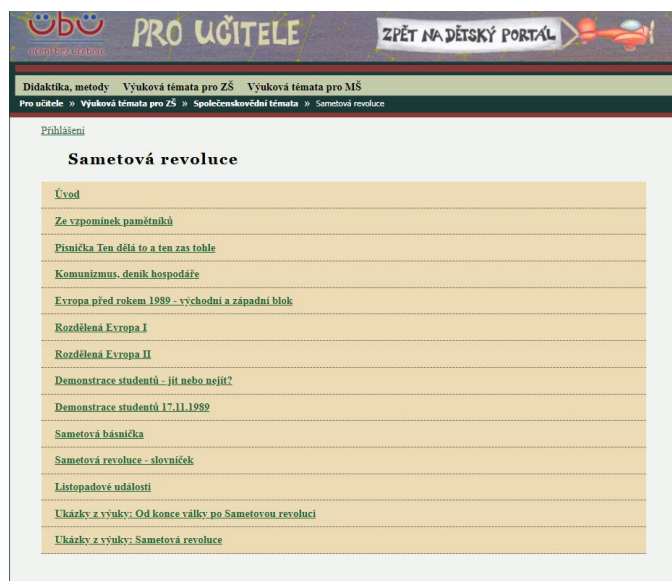 übü
učení bez učebnic
PRO UČITELE
ZPĚT NA DĚTSKÝ PORTÁL
Didaktika, metody Výuková témata pro ZŠ Výuková témata pro MŠ
Pro učitele » Výuková témata pro ZŠ » Společenskovědní témata » Sametová revoluce
Přihlášení
Sametová revoluce
Úvod
Ze vzpomínek pamětníků
Písnička Ten dělá to a ten zas tohle
Komunizmus, deník hospodáře
Evropa před rokem 1989 - východní a západní blok
Rozdělená Evropa I
Rozdělená Evropa II
Demonstrace studentů - jít nebo nejít?
Demonstrace studentů 17.11.1989
Sametová básnička
Sametová revoluce - slovníček
Listopadové události
Ukázky z výuky: Od konce války po Sametovou revoluci
Ukázky z výuky: Sametová revoluce